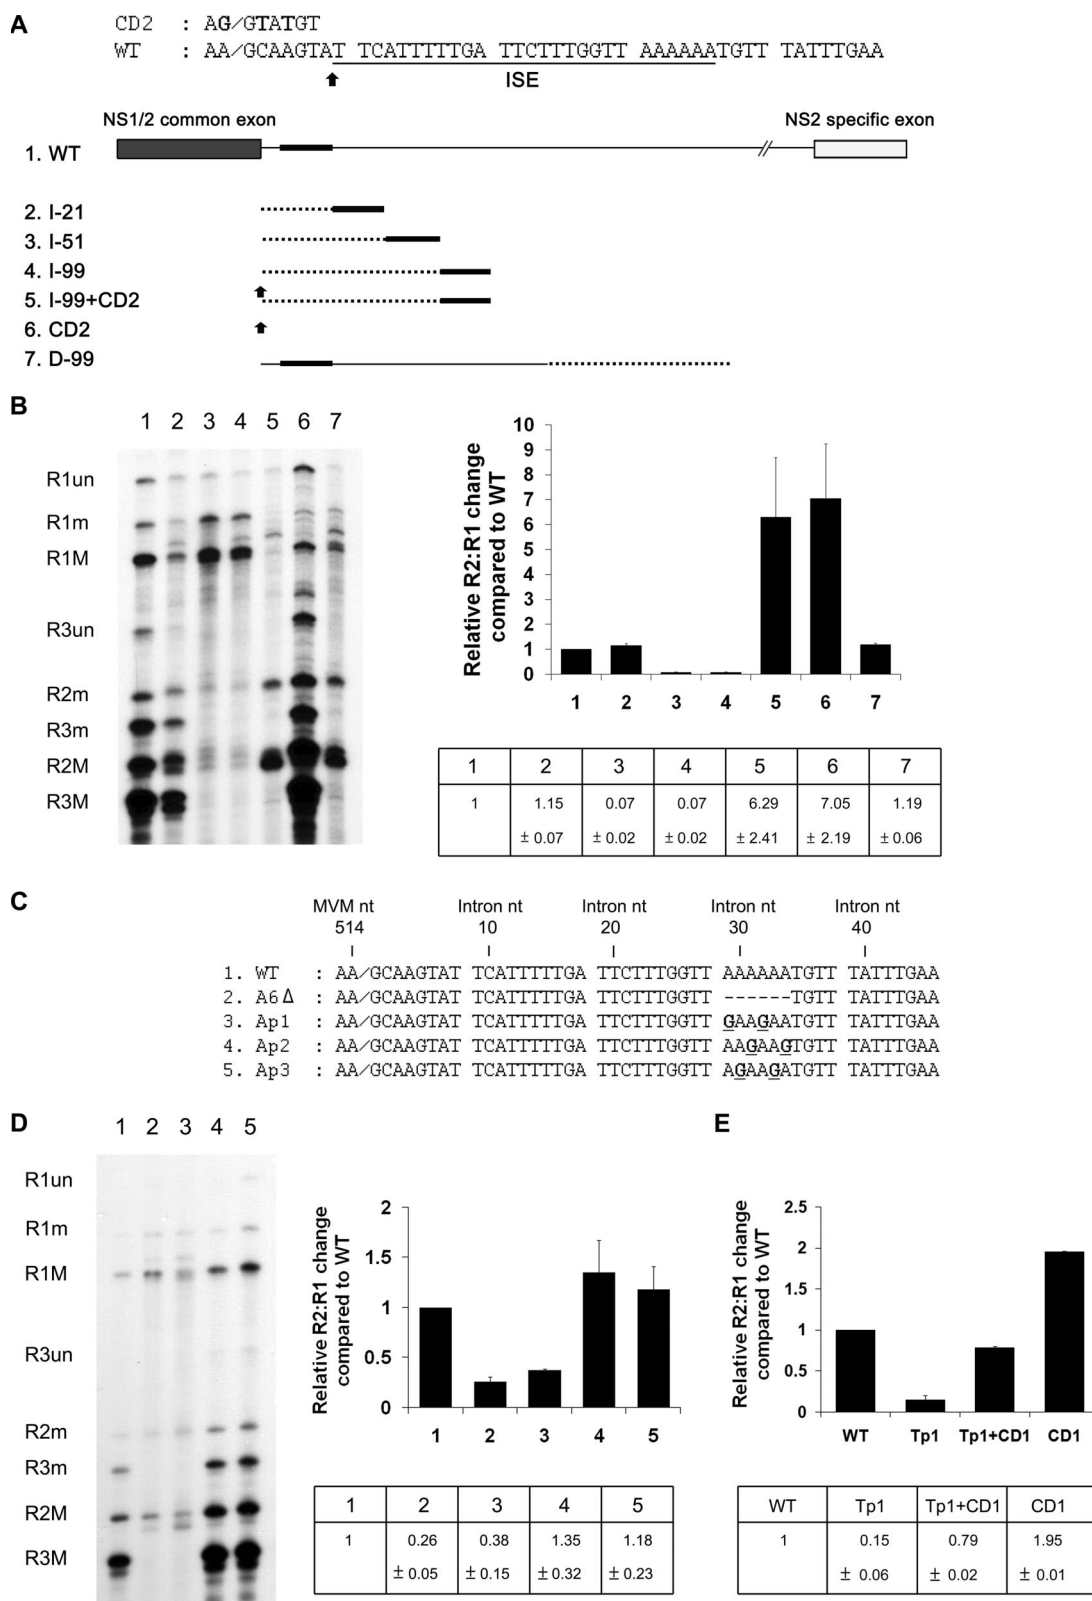 A
CD2 : AG/GTATGT
WT : AA/GCAAGTAT TCATTTTTGA TTCTTTGGTT AAAAAATGTT TATTTGAA
ISE
NS1/2 common exon
NS2 specific exon
1. WT
2. I-21
3. I-51
4. I-99
5. I-99+CD2
6. CD2
7. D-99
B
1 2 3 4 5 6 7
R1un
R1m
R1M
R3un
R2m
R3m
R2M
R3M
Relative R2:R1 change
compared to WT
10
9
8
7
6
5
4
3
2
1
0
1 2 3 4 5 6 7
1 2 3 4 5 6 7
1 1.15 0.07 0.07 6.29 7.05 1.19
± 0.07 ± 0.02 ± 0.02 ± 2.41 ± 2.19 ± 0.06
C
MVM nt Intron nt Intron nt Intron nt Intron nt
514 10 20 30 40
1. WT : AA/GCAAGTAT TCATTTTTGA TTCTTTGGTT AAAAAATGTT TATTTGAA
2. A6Δ : AA/GCAAGTAT TCATTTTTGA TTCTTTGGTT ------TGTT TATTTGAA
3. Ap1 : AA/GCAAGTAT TCATTTTTGA TTCTTTGGTT GAAGAATGTT TATTTGAA
4. Ap2 : AA/GCAAGTAT TCATTTTTGA TTCTTTGGTT AAGAAGTGTT TATTTGAA
5. Ap3 : AA/GCAAGTAT TCATTTTTGA TTCTTTGGTT AGAAGATGTT TATTTGAA
D
1 2 3 4 5
R1un
R1m
R1M
R3un
R2m
R3m
R2M
R3M
Relative R2:R1 change
compared to WT
2
1.5
1
0.5
0
1 2 3 4 5
1 2 3 4 5
1 0.26 0.38 1.35 1.18
± 0.05 ± 0.15 ± 0.32 ± 0.23
E
Relative R2:R1 change
compared to WT
2.5
2
1.5
1
0.5
0
WT Tp1 Tp1+CD1 CD1
WT Tp1 Tp1+CD1 CD1
1 0.15 0.79 1.95
± 0.06 ± 0.02 ± 0.01